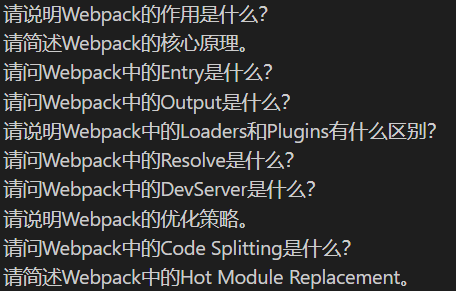 请说明Webpack的作用是什么?
请简述Webpack的核心原理。
请问Webpack中的Entry是什么?
请问Webpack中的Output是什么?
请说明Webpack中的Loaders和Plugins有什么区别?
请问Webpack中的Resolve是什么?
请问Webpack中的DevServer是什么?
请说明Webpack的优化策略。
请问Webpack中的Code Splitting是什么?
请简述Webpack中的Hot Module Replacement。